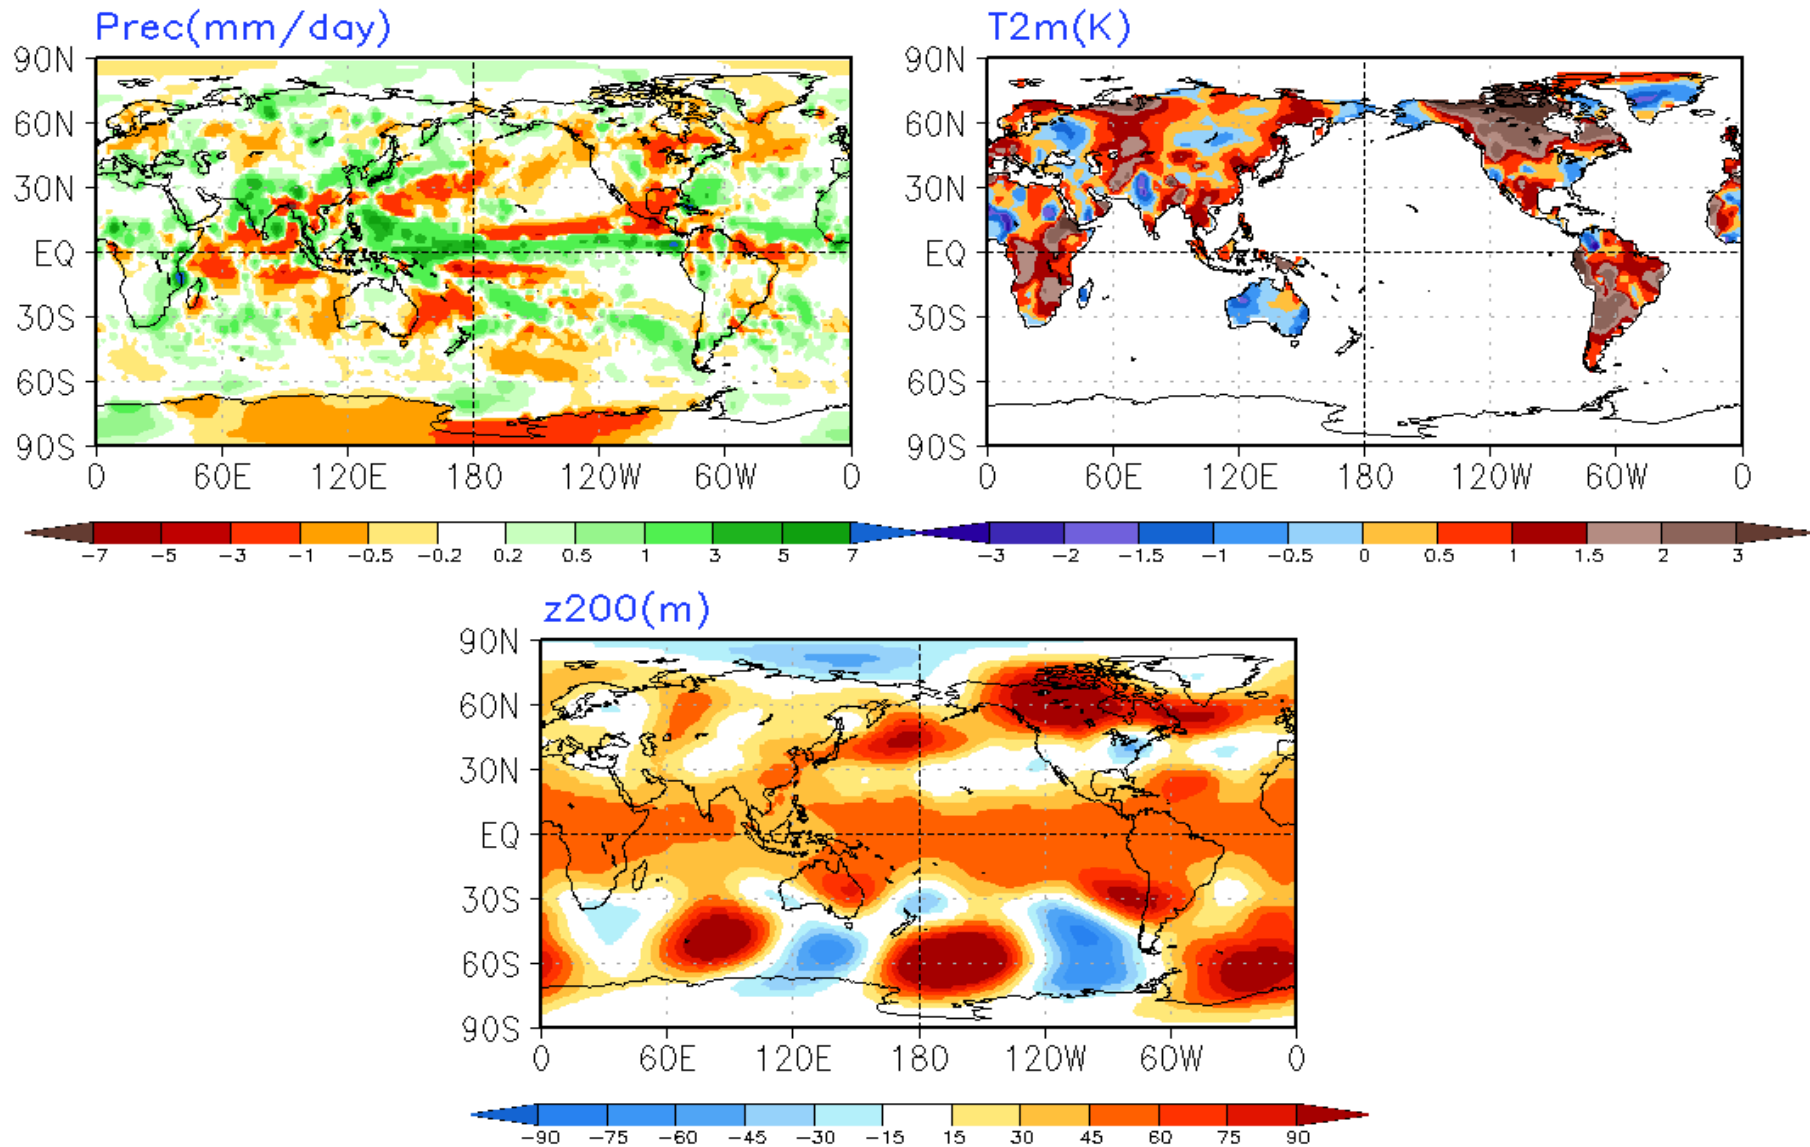 Prec(mm/day)
90N
60N
30N
EQ
30S
60S
90S
0 60E 120E 180 120W 60W 0
-7 -5 -3 -1 -0.5 -0.2 0.2 0.5 1 3 5 7
T2m(K)
90N
60N
30N
EQ
30S
60S
90S
0 60E 120E 180 120W 60W 0
-3 -2 -1.5 -1 -0.5 0 0.5 1 1.5 2 3
z200(m)
90N
60N
30N
EQ
30S
60S
90S
0 60E 120E 180 120W 60W 0
-90 -75 -60 -45 -30 -15 15 30 45 60 75 90